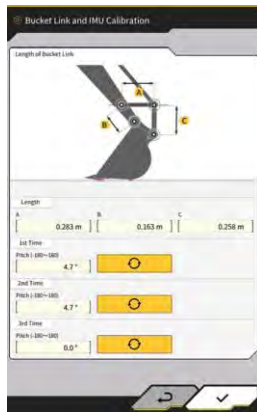 Bucket Link and IMU Calibration
Length of Bucket Link
A
B
C
Length
A B C
0.283 m 0.163 m 0.258 m
1st Time
Pitch (-180~180)
4.7°
2nd Time
Pitch (-180~180)
4.7°
3rd Time
Pitch (-180~180)
0.0°